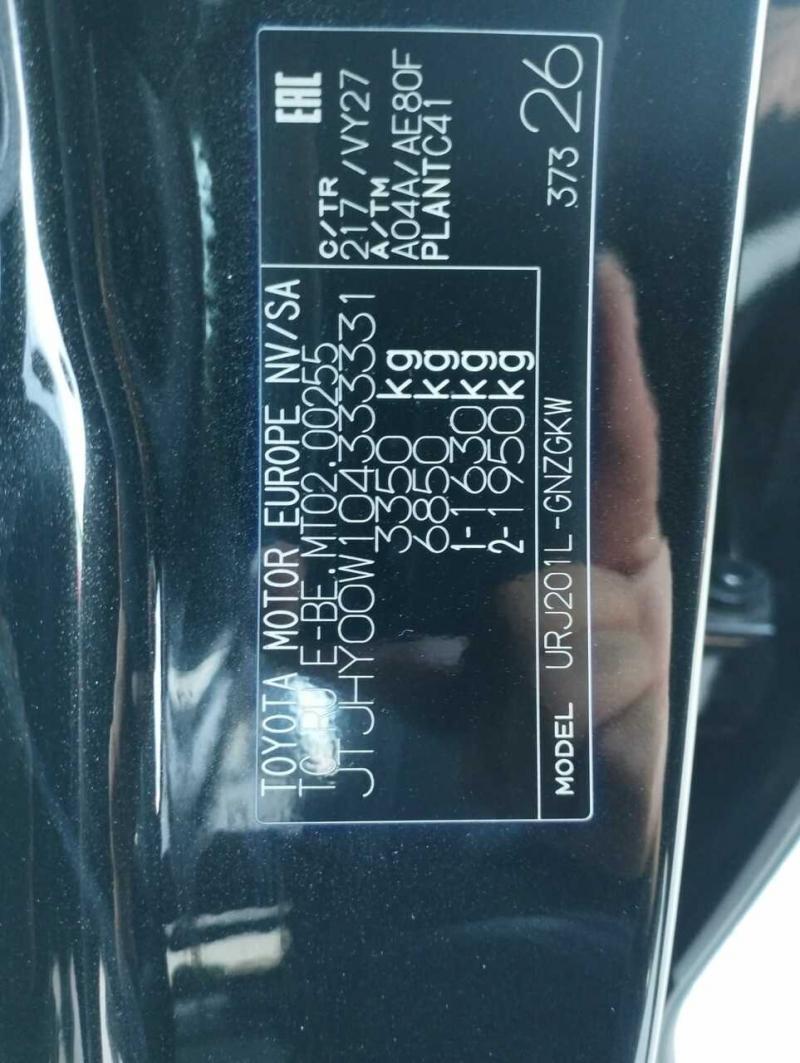 TOYOTA MOTOR EUROPE NV/SA
TC RU E-BE.MT02.00255
JTJHY00W104333331
3350 kg
6850 kg
1-1630kg
2-1950kg
EAC
C/TR
217 /VY27
A/TM
A04A/AE80F
PLANTC41
MODEL URJ201L-GNZGKW
373 26